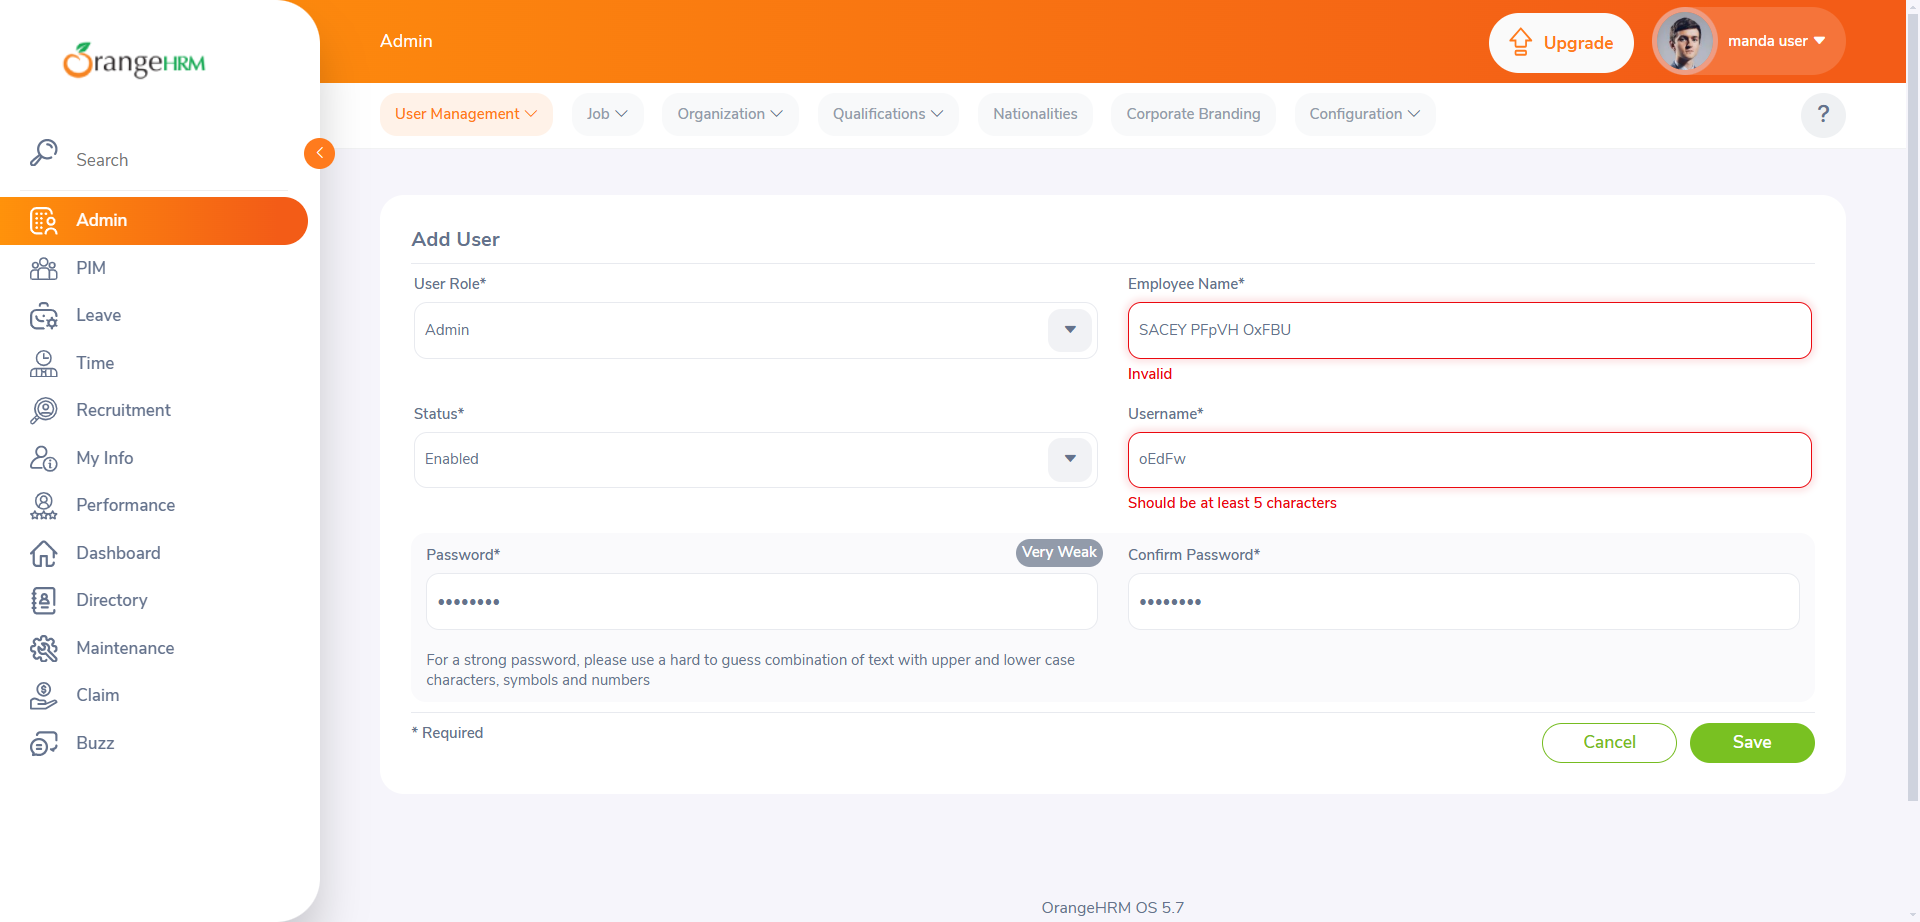 OrangeHRM
Search
Admin
PIM
Leave
Time
Recruitment
My Info
Performance
Dashboard
Directory
Maintenance
Claim
Buzz
Admin
Upgrade
manda user
User Management
Job
Organization
Qualifications
Nationalities
Corporate Branding
Configuration
?
Add User
User Role*
Admin
Employee Name*
SACEY PFpVH OxFBU
Invalid
Status*
Enabled
Username*
oEdFw
Should be at least 5 characters
Password*
Very Weak
••••••••
Confirm Password*
••••••••
For a strong password, please use a hard to guess combination of text with upper and lower case
characters, symbols and numbers
* Required
Cancel
Save
OrangeHRM OS 5.7